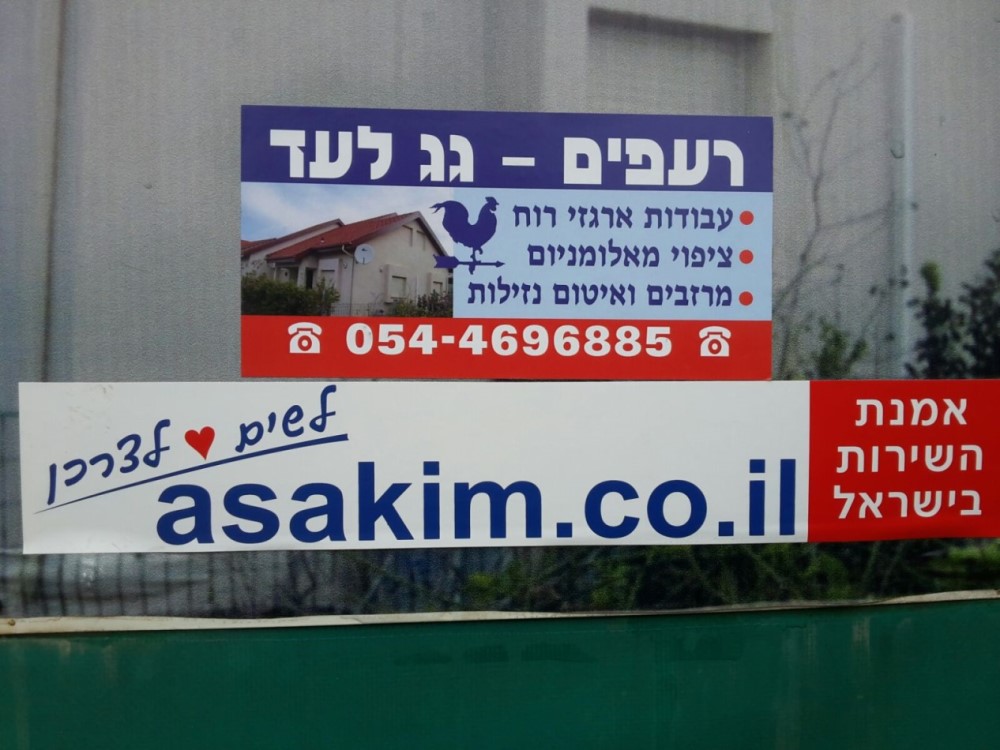 רעפים - גג לעד
• עבודות ארגזי רוח
• ציפוי מאלומניום
• מרזבים ואיטום נזילות
☎ 054-4696885 ☎
לשים ♥ לצרכן
asakim.co.il
אמנת
השירות
בישראל